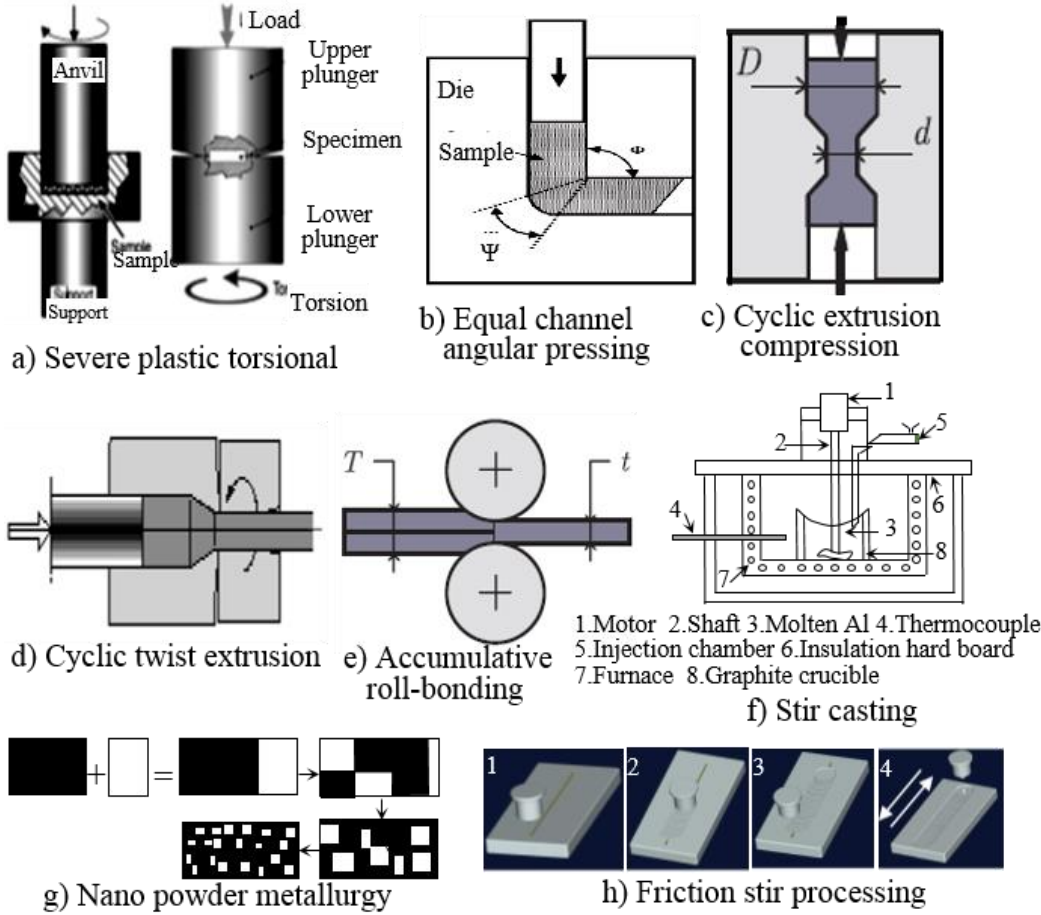 Anvil
Sample
Sample
Support
Support
Load
Upper
plunger
Specimen
Lower
plunger
Torsion
a) Severe plastic torsional
Die
Sample
Φ
Ψ
b) Equal channel
angular pressing
D
d
c) Cyclic extrusion
compression
d) Cyclic twist extrusion
T
t
e) Accumulative
roll-bonding
1
2
5
4
3
6
7
8
1.Motor 2.Shaft 3.Molten Al 4.Thermocouple
5.Injection chamber 6.Insulation hard board
7.Furnace 8.Graphite crucible
f) Stir casting
+
=
g) Nano powder metallurgy
1
2
3
4
h) Friction stir processing